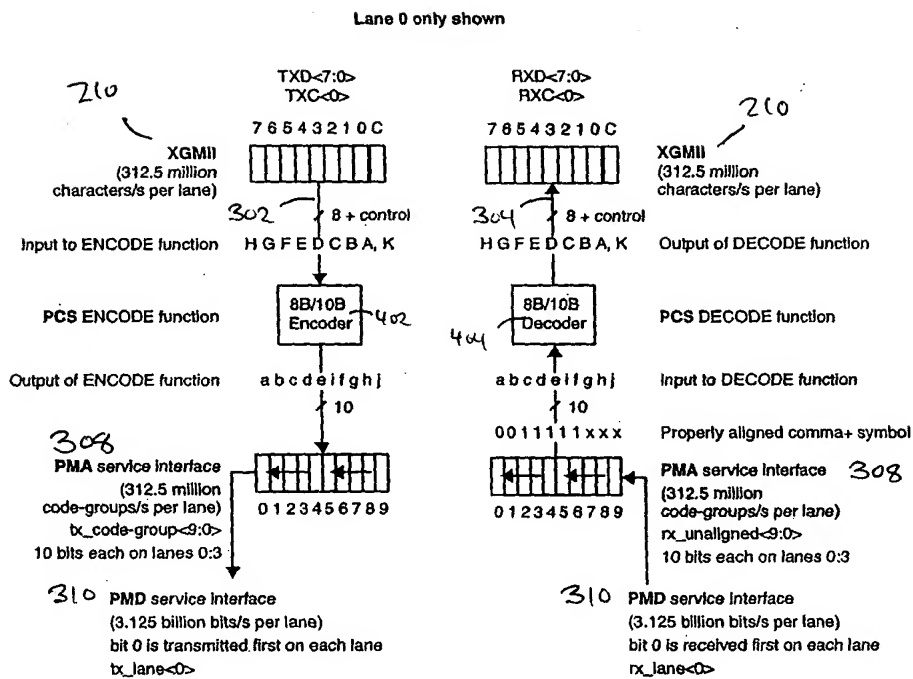 Lane 0 only shown
TXD<7:0>
TXC<0>
7 6 5 4 3 2 1 0 C
210
XGMII
(312.5 million
characters/s per lane)
302
8 + control
Input to ENCODE function
H G F E D C B A, K
PCS ENCODE function
8B/10B
Encoder
402
Output of ENCODE function
a b c d e i f g h j
10
308
PMA service interface
(312.5 million
code-groups/s per lane)
tx_code-group<9:0>
10 bits each on lanes 0:3
0 1 2 3 4 5 6 7 8 9
310
PMD service interface
(3.125 billion bits/s per lane)
bit 0 is transmitted first on each lane
tx_lane<0>
RXD<7:0>
RXC<0>
7 6 5 4 3 2 1 0 C
210
XGMII
(312.5 million
characters/s per lane)
304
8 + control
H G F E D C B A, K
Output of DECODE function
8B/10B
Decoder
404
PCS DECODE function
a b c d e i f g h j
Input to DECODE function
10
0 0 1 1 1 1 1 x x x
Properly aligned comma+ symbol
PMA service interface
308
(312.5 million
code-groups/s per lane)
rx_unaligned<9:0>
10 bits each on lanes 0:3
0 1 2 3 4 5 6 7 8 9
310
PMD service interface
(3.125 billion bits/s per lane)
bit 0 is received first on each lane
rx_lane<0>